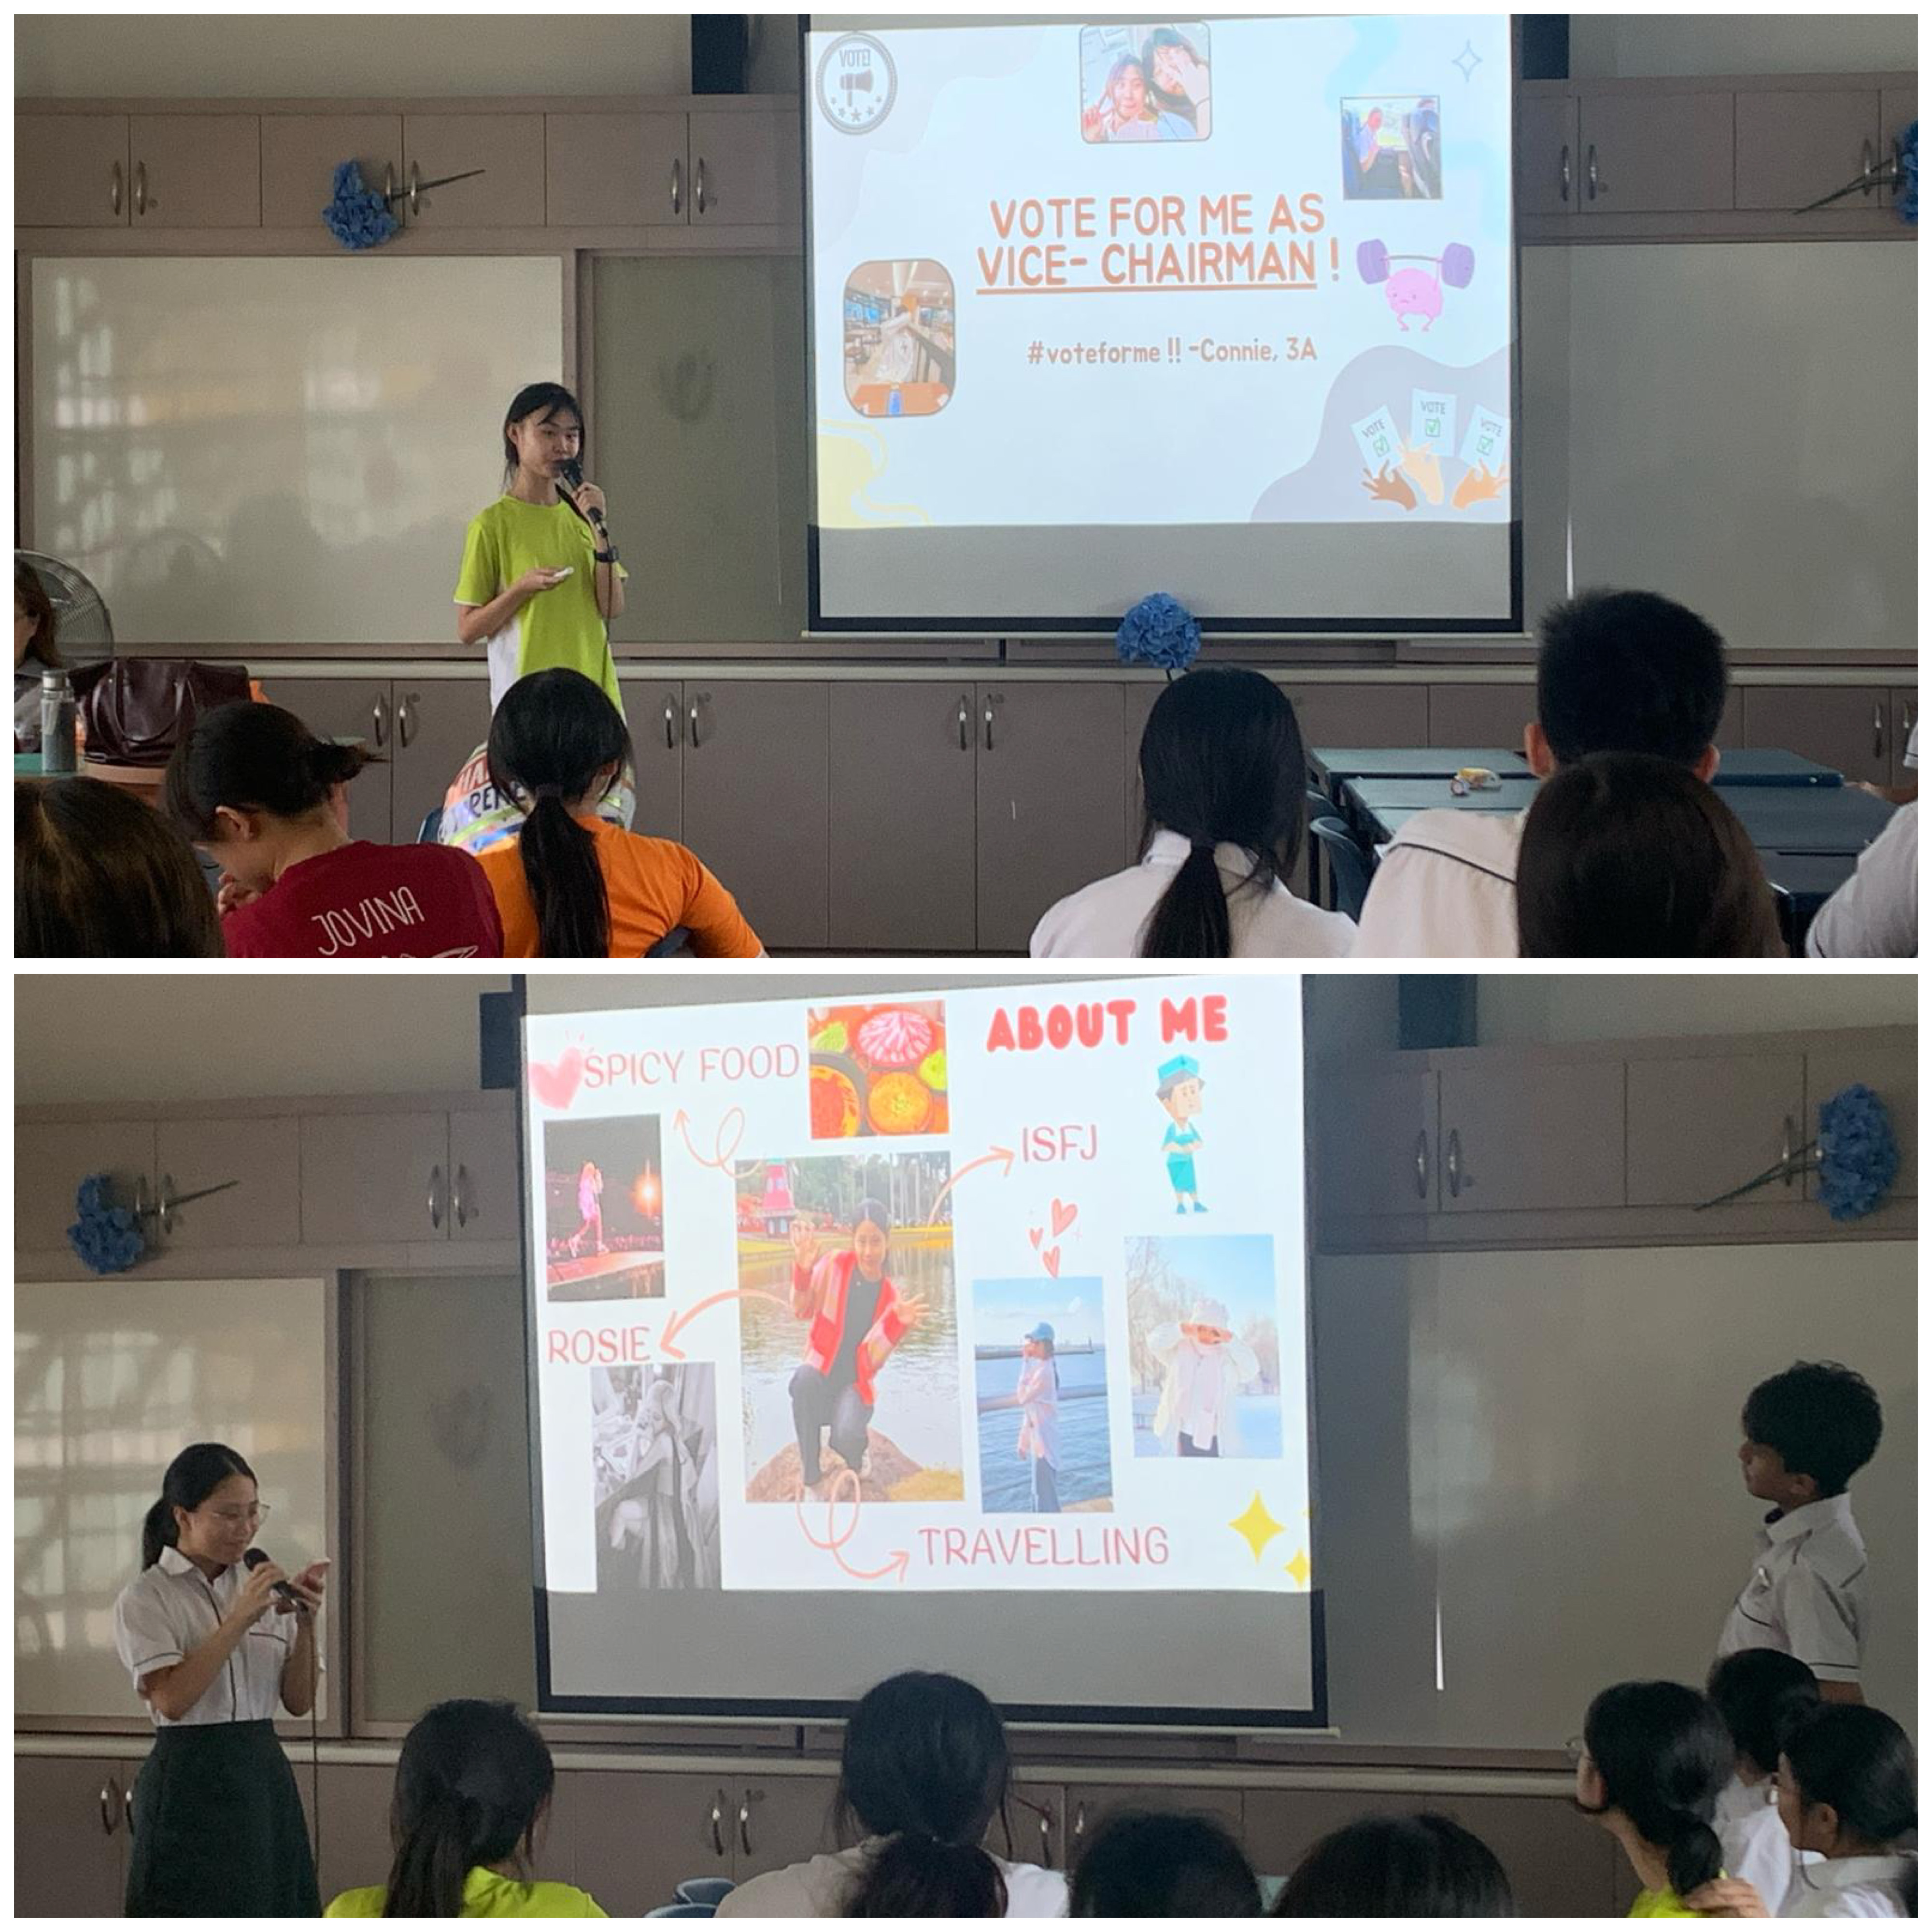 VOTE!
VOTE FOR ME AS
VICE- CHAIRMAN !
#voteforme !! -Connie, 3A
VOTE
VOTE
VOTE
JOVINA
ABOUT ME
SPICY FOOD
ISFJ
ROSIE
TRAVELLING